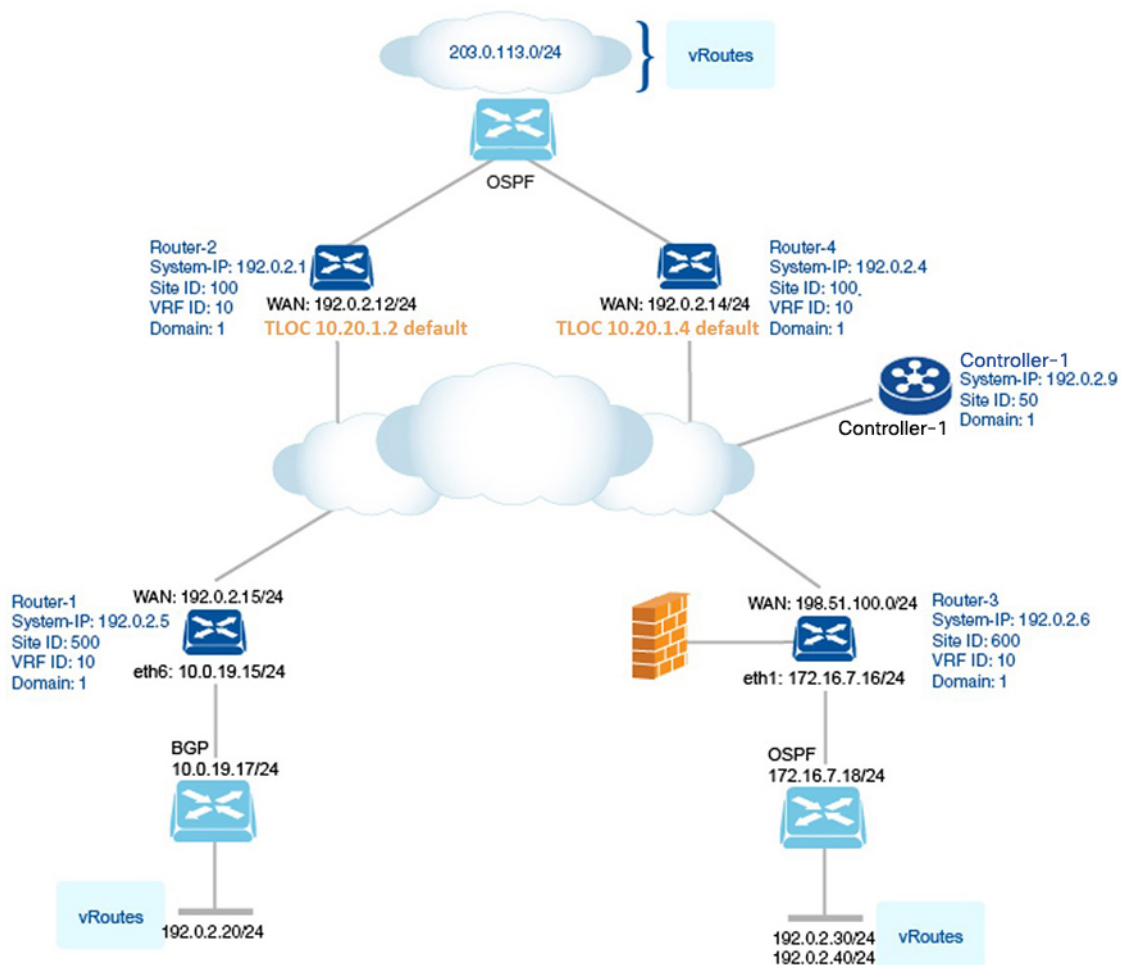 203.0.113.0/24
vRoutes
OSPF
Router-2
System-IP: 192.0.2.1
Site ID: 100
VRF ID: 10
Domain: 1
WAN: 192.0.2.12/24
TLOC 10.20.1.2 default
Router-4
System-IP: 192.0.2.4
Site ID: 100.
VRF ID: 10
Domain: 1
WAN: 192.0.2.14/24
TLOC 10.20.1.4 default
Controller-1
System-IP: 192.0.2.9
Site ID: 50
Domain: 1
Controller-1
Router-1
System-IP: 192.0.2.5
Site ID: 500
VRF ID: 10
Domain: 1
WAN: 192.0.2.15/24
eth6: 10.0.19.15/24
WAN: 198.51.100.0/24
Router-3
System-IP: 192.0.2.6
Site ID: 600
VRF ID: 10
Domain: 1
eth1: 172.16.7.16/24
BGP
10.0.19.17/24
OSPF
172.16.7.18/24
vRoutes
192.0.2.20/24
192.0.2.30/24
192.0.2.40/24
vRoutes